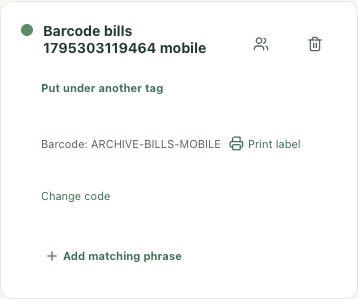 Barcode bills
1795303119464 mobile
Put under another tag
Barcode: ARCHIVE-BILLS-MOBILE Print label
Change code
Add matching phrase